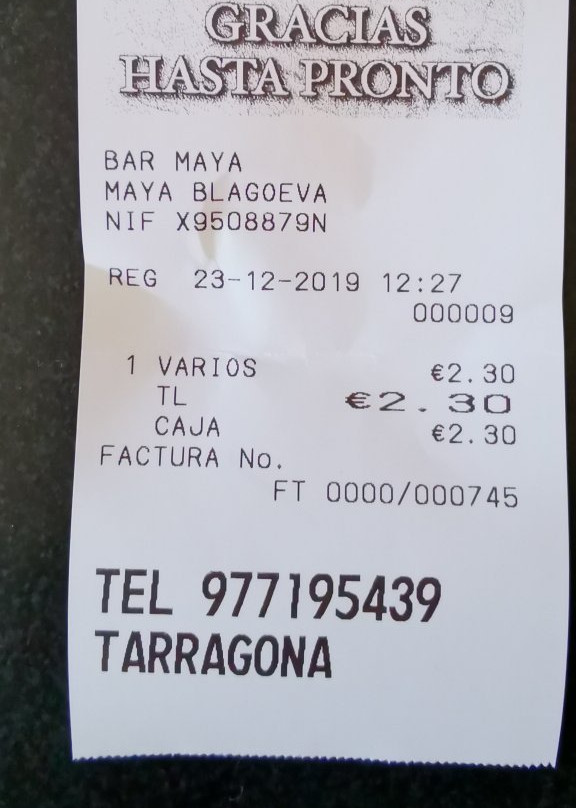 GRACIAS
HASTA PRONTO
BAR MAYA
MAYA BLAGOEVA
NIF X9508879N
REG 23-12-2019 12:27
000009
1 VARIOS €2.30
TL €2.30
CAJA €2.30
FACTURA No.
FT 0000/000745
TEL 977195439
TARRAGONA